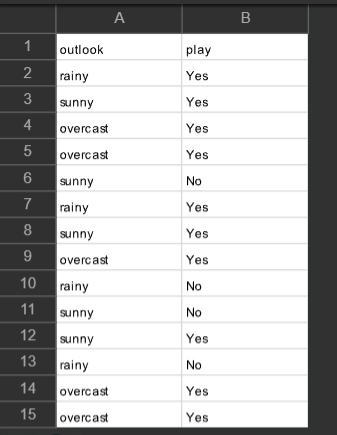 A B
1 outlook play
2 rainy Yes
3 sunny Yes
4 overcast Yes
5 overcast Yes
6 sunny No
7 rainy Yes
8 sunny Yes
9 overcast Yes
10 rainy No
11 sunny No
12 sunny Yes
13 rainy No
14 overcast Yes
15 overcast Yes